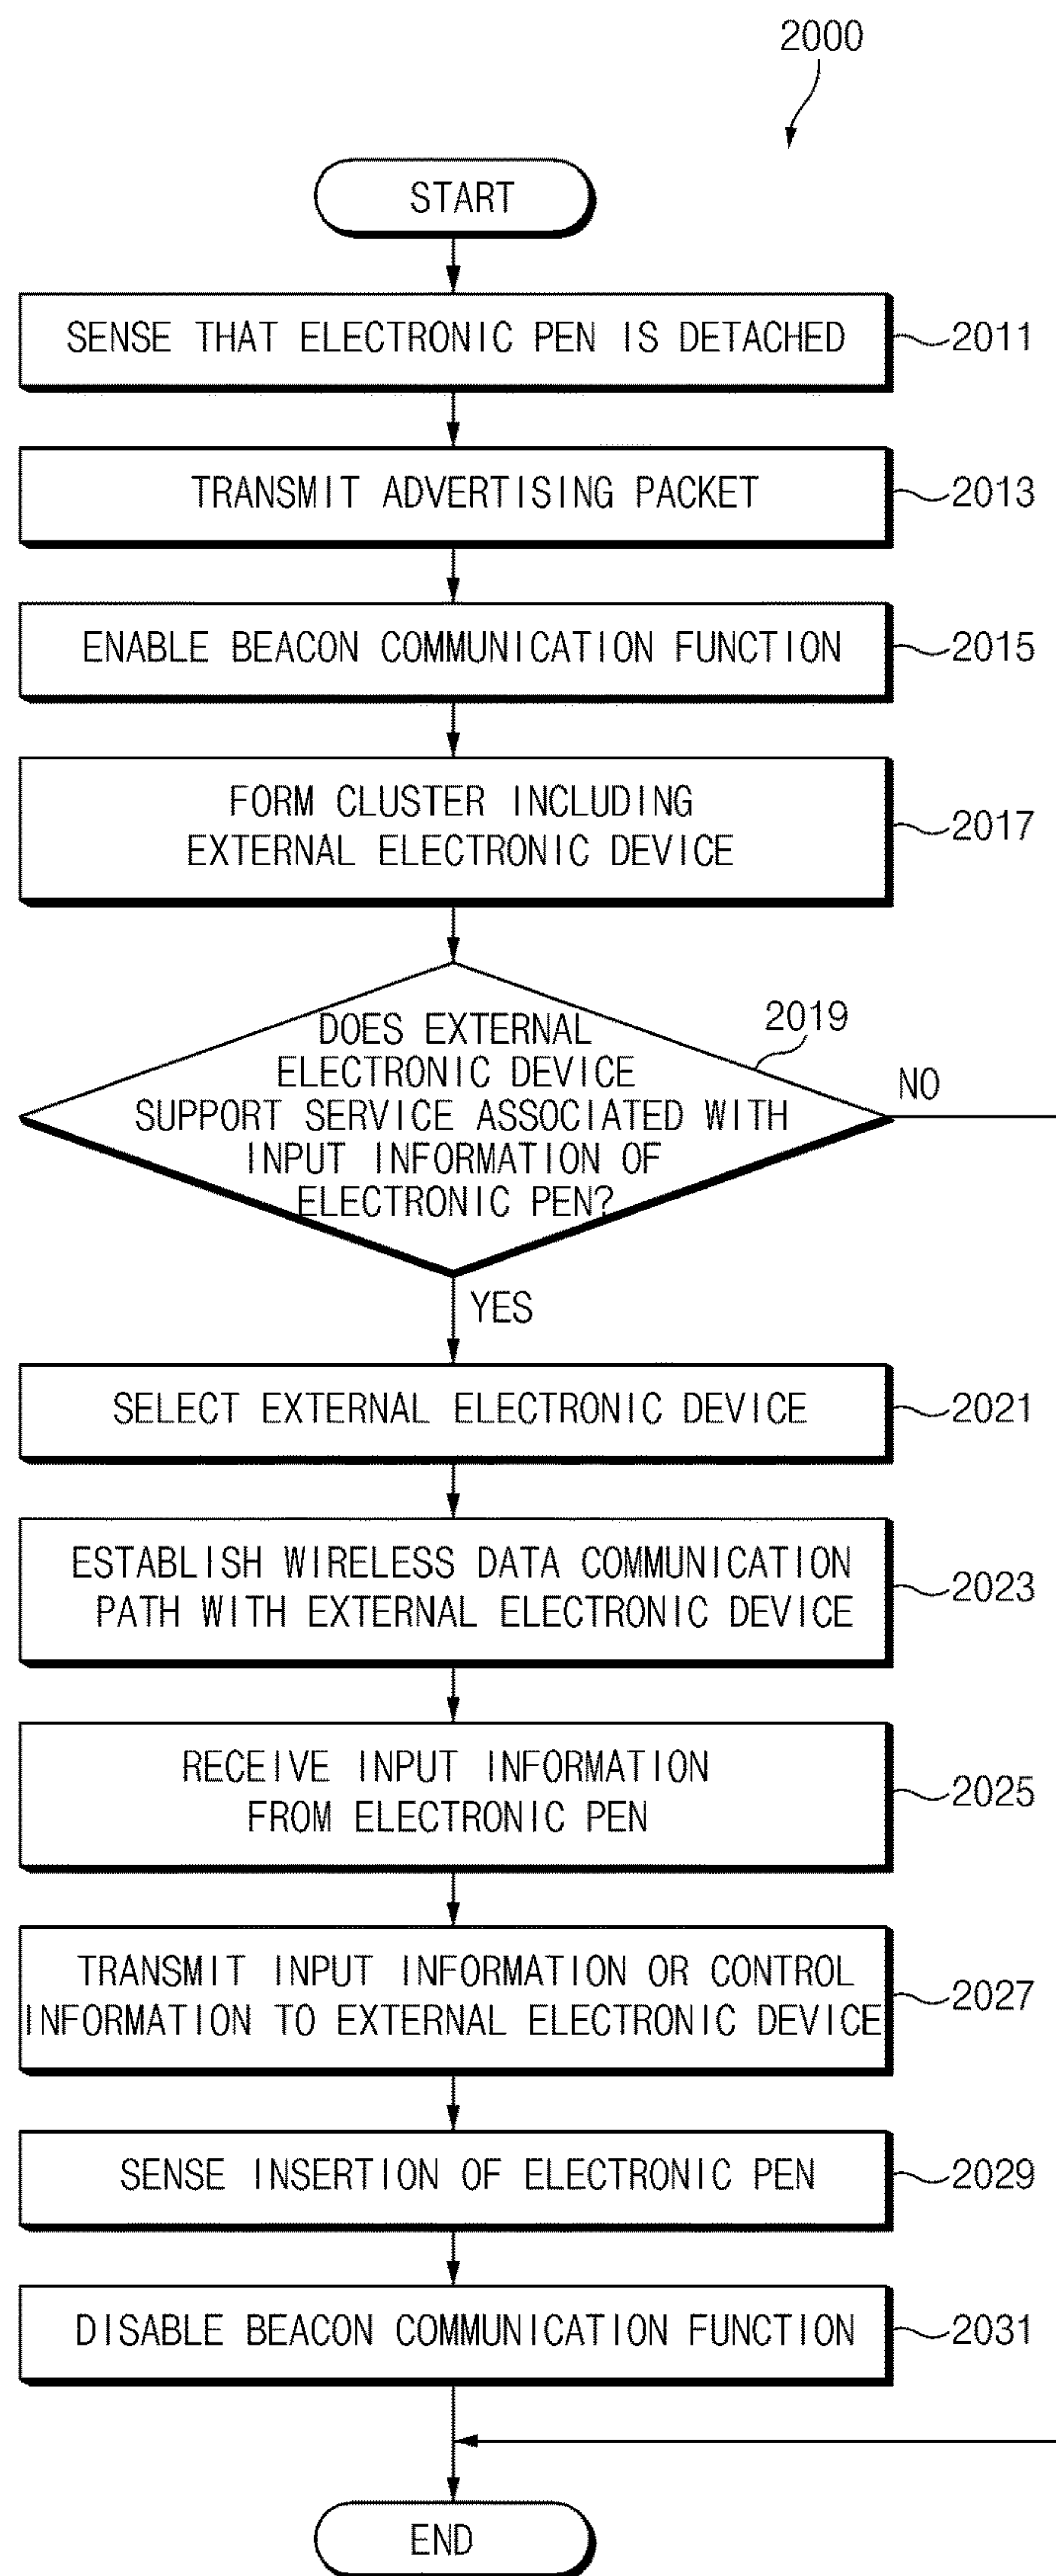 2000
START
SENSE THAT ELECTRONIC PEN IS DETACHED
2011
TRANSMIT ADVERTISING PACKET
2013
ENABLE BEACON COMMUNICATION FUNCTION
2015
FORM CLUSTER INCLUDING
EXTERNAL ELECTRONIC DEVICE
2017
DOES EXTERNAL
ELECTRONIC DEVICE
SUPPORT SERVICE ASSOCIATED WITH
INPUT INFORMATION OF
ELECTRONIC PEN?
2019
NO
YES
SELECT EXTERNAL ELECTRONIC DEVICE
2021
ESTABLISH WIRELESS DATA COMMUNICATION
PATH WITH EXTERNAL ELECTRONIC DEVICE
2023
RECEIVE INPUT INFORMATION
FROM ELECTRONIC PEN
2025
TRANSMIT INPUT INFORMATION OR CONTROL
INFORMATION TO EXTERNAL ELECTRONIC DEVICE
2027
SENSE INSERTION OF ELECTRONIC PEN
2029
DISABLE BEACON COMMUNICATION FUNCTION
2031
END